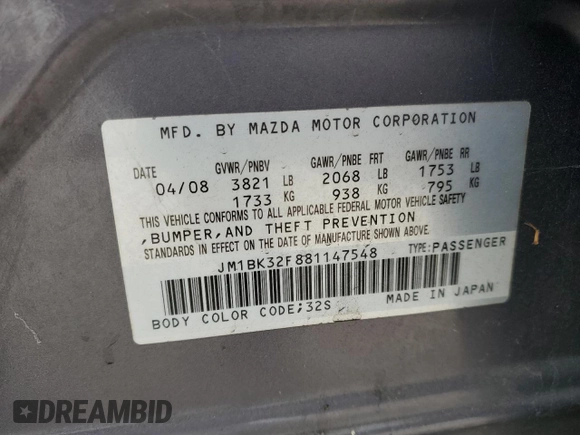 MFD. BY MAZDA MOTOR CORPORATION
DATE GVWR/PNBV GAWR/PNBE FRT GAWR/PNBE RR
04/08 3821 LB 2068 LB 1753 LB
1733 KG 938 KG 795 KG
THIS VEHICLE CONFORMS TO ALL APPLICABLE FEDERAL MOTOR VEHICLE SAFETY
,BUMPER,AND THEFT PREVENTION
STANDARDS IN EFFECT ON THE DATE OF MANUFACTURE SHOWN ABOVE.
JM1BK32F881147548 TYPE:PASSENGER
BODY COLOR CODE;32S MADE IN JAPAN
DREAMBID